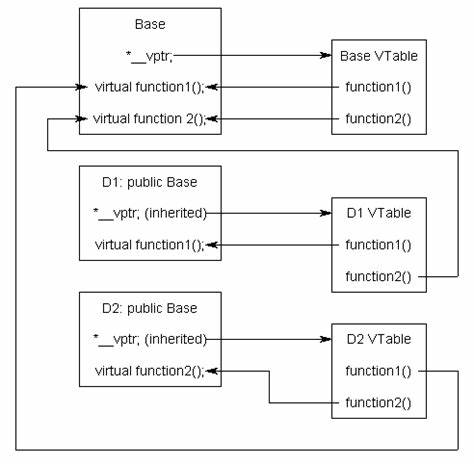 Base
*__vptr;
virtual function1();
virtual function 2();
Base VTable
function1()
function2()
D1: public Base
*__vptr; (inherited)
virtual function1();
D1 VTable
function1()
function2()
D2: public Base
*__vptr; (inherited)
virtual function2();
D2 VTable
function1()
function2()